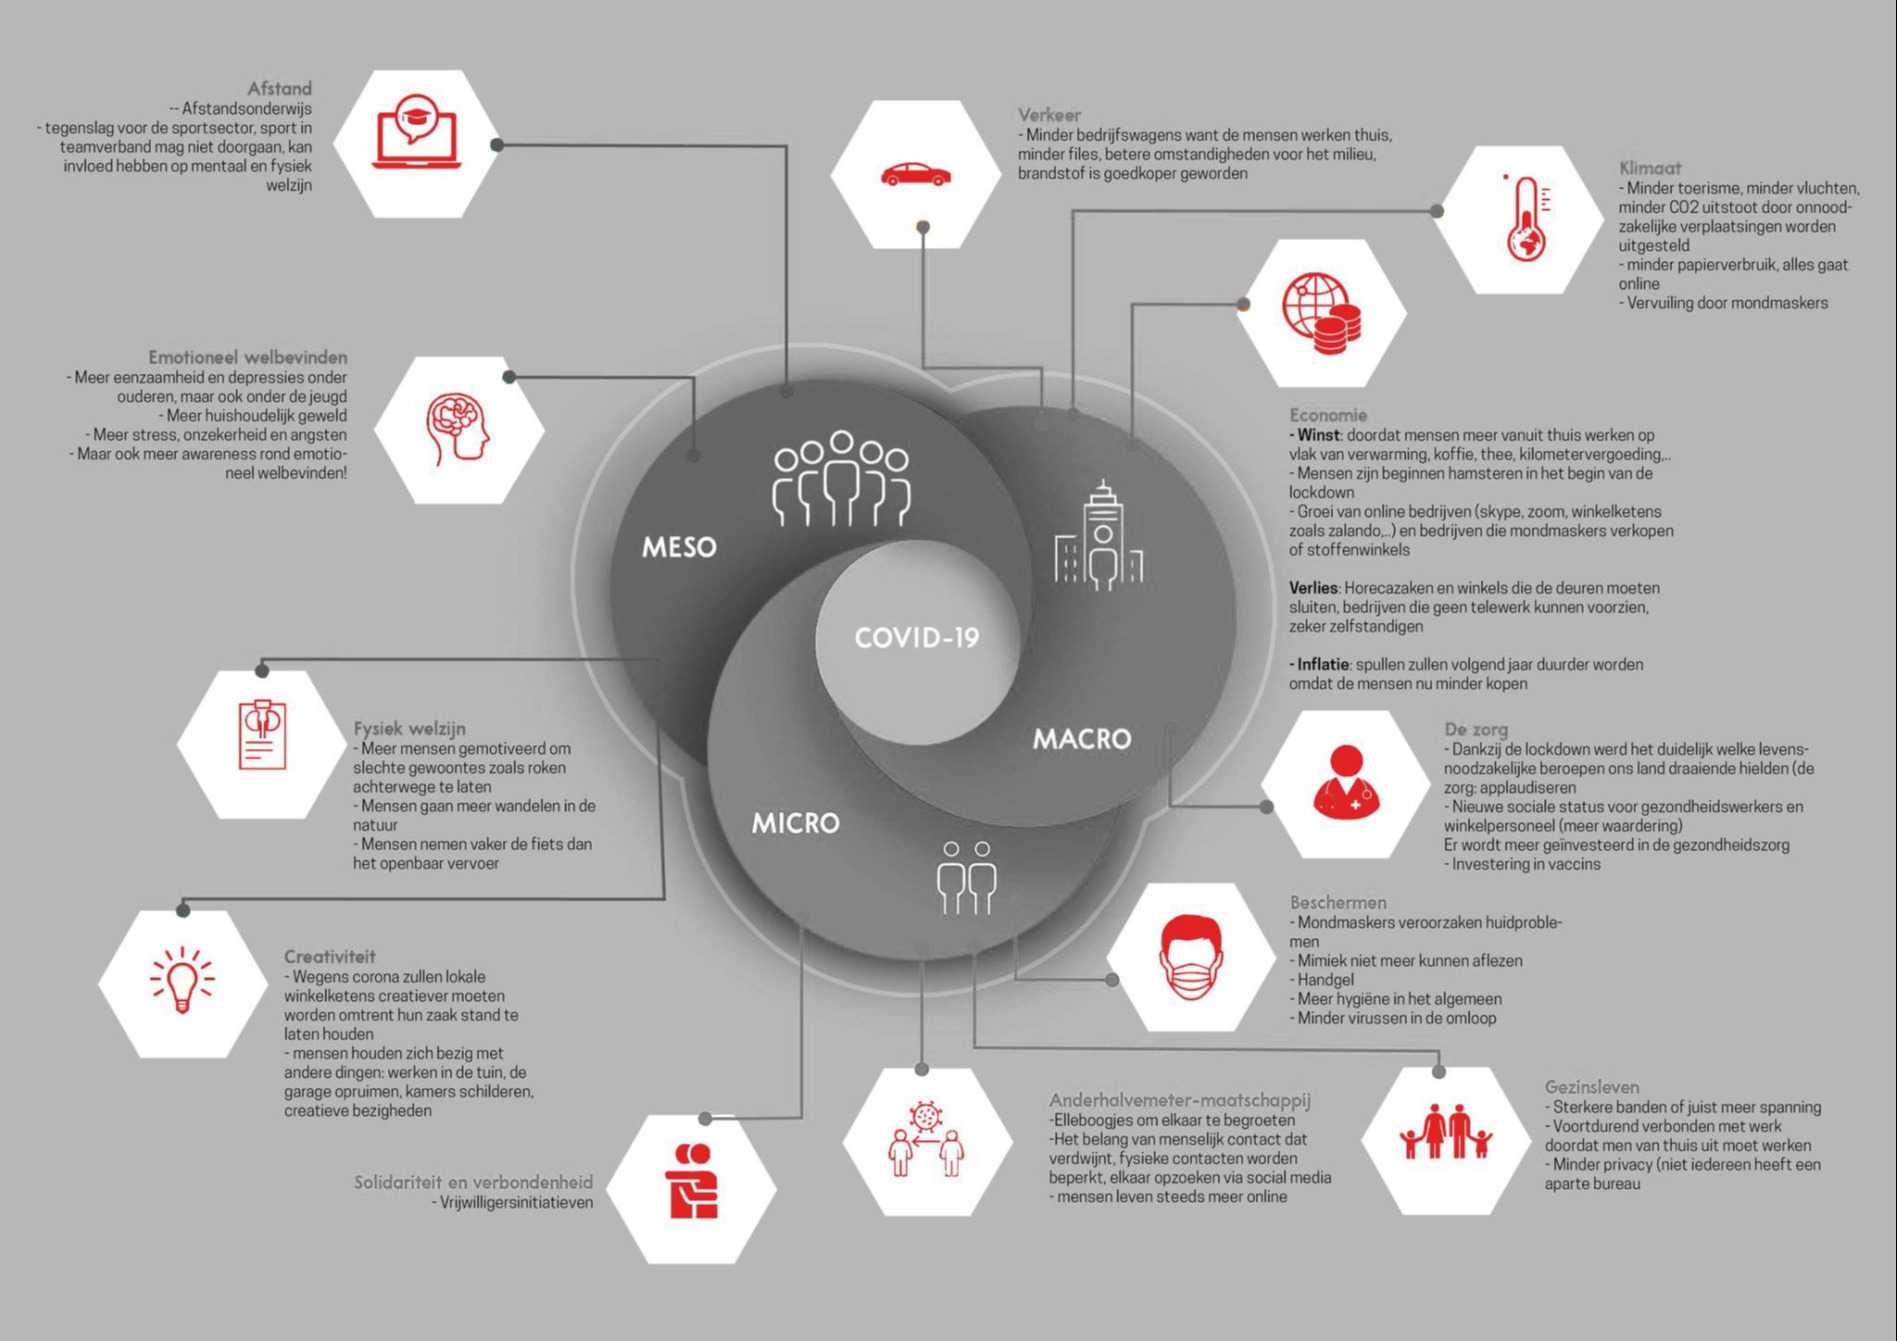 Afstand
-- Afstandsonderwijs
- tegenslag voor de sportsector, sport in
teamverband mag niet doorgaan, kan
invloed hebben op mentaal en fysiek
welzijn
Verkeer
- Minder bedrijfswagens want de mensen werken thuis,
minder files, betere omstandigheden voor het milieu,
brandstof is goedkoper geworden
Klimaat
- Minder toerisme, minder vluchten,
minder CO2 uitstoot door onnood-
zakelijke verplaatsingen worden
uitgesteld
- minder papierverbruik, alles gaat
online
- Vervuiling door mondmaskers
Emotioneel welbevinden
- Meer eenzaamheid en depressies onder
ouderen, maar ook onder de jeugd
- Meer huishoudelijk geweld
- Meer stress, onzekerheid en angsten
- Maar ook meer awareness rond emotio-
neel welbevinden!
Economie
- Winst: doordat mensen meer vanuit thuis werken op
vlak van verwarming, koffie, thee, kilometervergoeding,..
- Mensen zijn beginnen hamsteren in het begin van de
lockdown
- Groei van online bedrijven (skype, zoom, winkelketens
zoals zalando,..) en bedrijven die mondmaskers verkopen
of stoffenwinkels
Verlies: Horecazaken en winkels die de deuren moeten
sluiten, bedrijven die geen telewerk kunnen voorzien,
zeker zelfstandigen
- Inflatie: spullen zullen volgend jaar duurder worden
omdat de mensen nu minder kopen
MESO
COVID-19
MACRO
MICRO
Fysiek welzijn
- Meer mensen gemotiveerd om
slechte gewoontes zoals roken
achterwege te laten
- Mensen gaan meer wandelen in de
natuur
- Mensen nemen vaker de fiets dan
het openbaar vervoer
De zorg
- Dankzij de lockdown werd het duidelijk welke levens-
noodzakelijke beroepen ons land draaiende hielden (de
zorg: applaudiseren
- Nieuwe sociale status voor gezondheidswerkers en
winkelpersoneel (meer waardering)
Er wordt meer geïnvesteerd in de gezondheidszorg
- Investering in vaccins
Beschermen
- Mondmaskers veroorzaken huidproble-
men
- Mimiek niet meer kunnen aflezen
- Handgel
- Meer hygiëne in het algemeen
- Minder virussen in de omloop
Creativiteit
- Wegens corona zullen lokale
winkelketens creatiever moeten
worden omtrent hun zaak stand te
laten houden
- mensen houden zich bezig met
andere dingen: werken in de tuin, de
garage opruimen, kamers schilderen,
creatieve bezigheden
Solidariteit en verbondenheid
- Vrijwilligersinitiatieven
Anderhalvemeter-maatschappij
-Elleboogjes om elkaar te begroeten
-Het belang van menselijk contact dat
verdwijnt, fysieke contacten worden
beperkt, elkaar opzoeken via social media
- mensen leven steeds meer online
Gezinsleven
- Sterkere banden of juist meer spanning
- Voortdurend verbonden met werk
doordat men van thuis uit moet werken
- Minder privacy (niet iedereen heeft een
aparte bureau